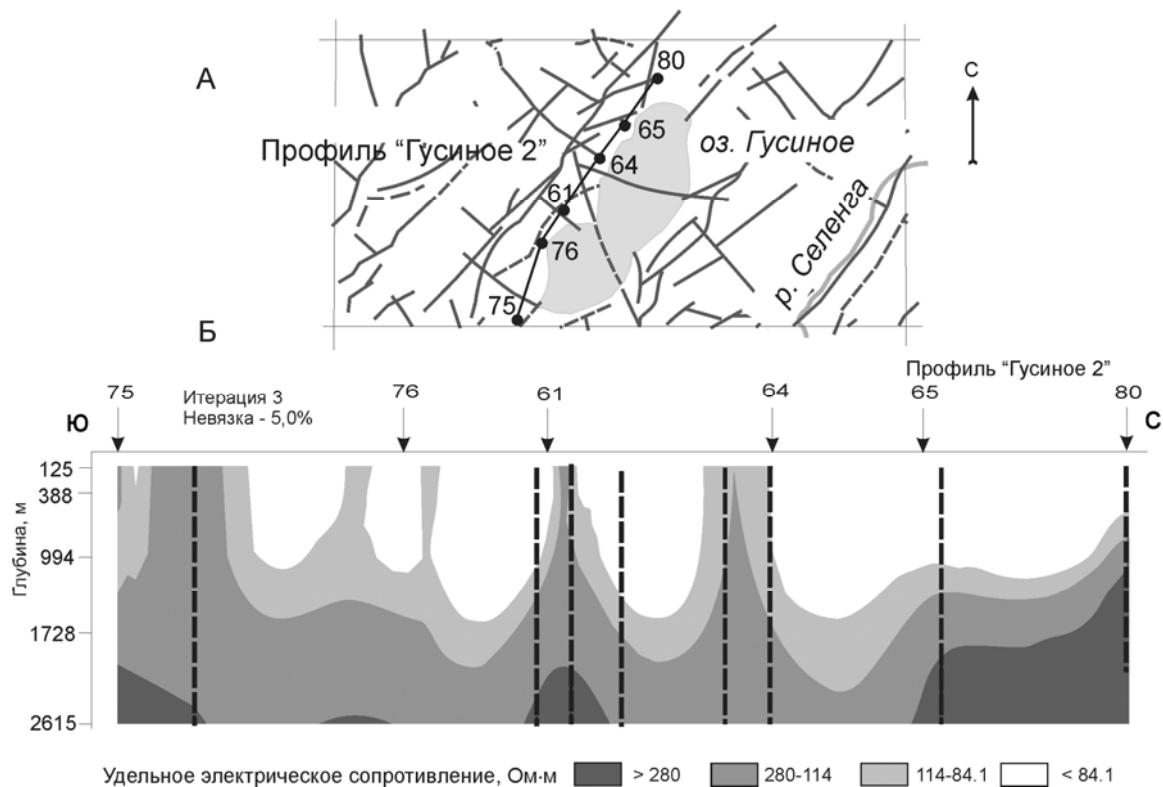 А
80
С
65
оз. Гусиное
Профиль “Гусиное 2”
64
61
р. Селенга
76
75
Б
Профиль “Гусиное 2”
75
Итерация 3
Невязка - 5,0%
76
61
64
65
80
Ю
С
Глубина, м
125
388
994
1728
2615
Удельное электрическое сопротивление, Ом·м
> 280
280-114
114-84.1
< 84.1